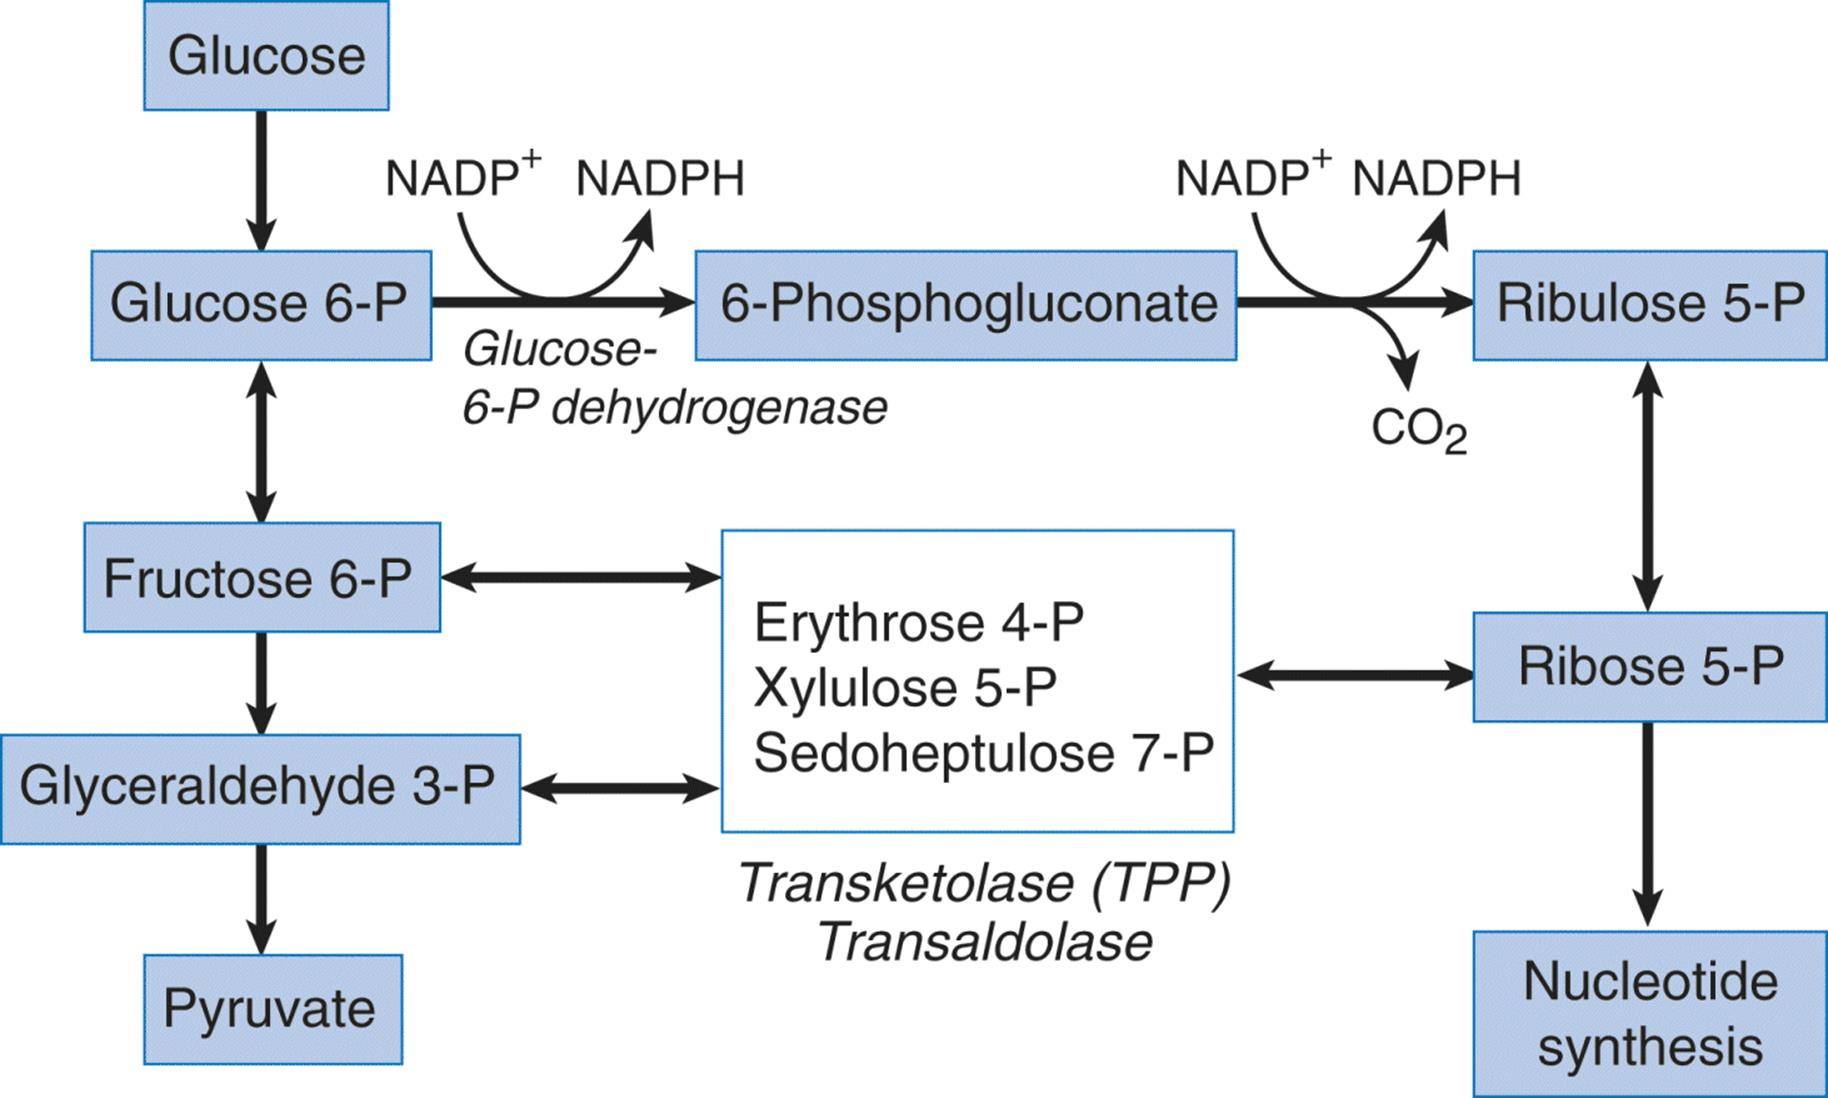 Glucose
NADP⁺ NADPH
NADP⁺ NADPH
Glucose 6-P
6-Phosphogluconate
Ribulose 5-P
Glucose-
6-P dehydrogenase
CO₂
Fructose 6-P
Erythrose 4-P
Xylulose 5-P
Sedoheptulose 7-P
Ribose 5-P
Glyceraldehyde 3-P
Transketolase (TPP)
Transaldolase
Pyruvate
Nucleotide
synthesis